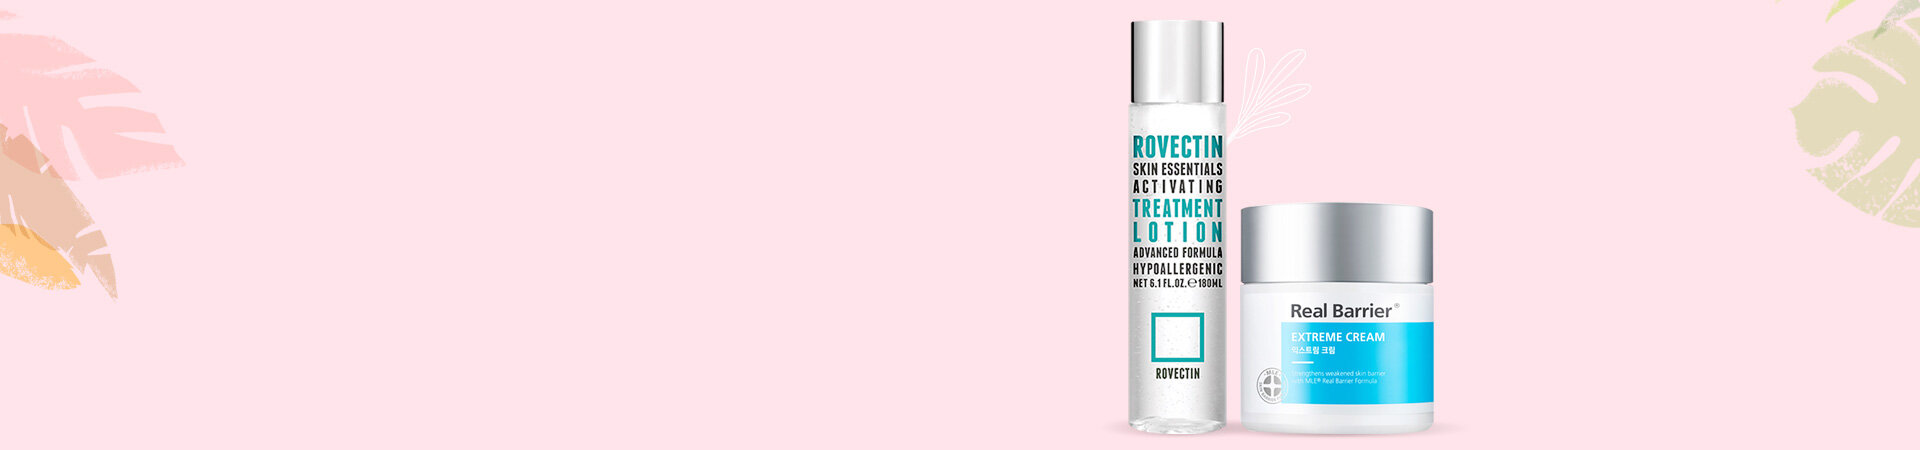 ROVECTIN
SKIN ESSENTIALS
ACTIVATING
TREATMENT
LOTION
ADVANCED FORMULA
HYPOALLERGENIC
NET 6.1 FL.OZ.℮180ML
ROVECTIN
Real Barrier®
EXTREME CREAM
익스트림 크림
Strengthens weakened skin barrier
with MLE® Real Barrier Formula
MLE